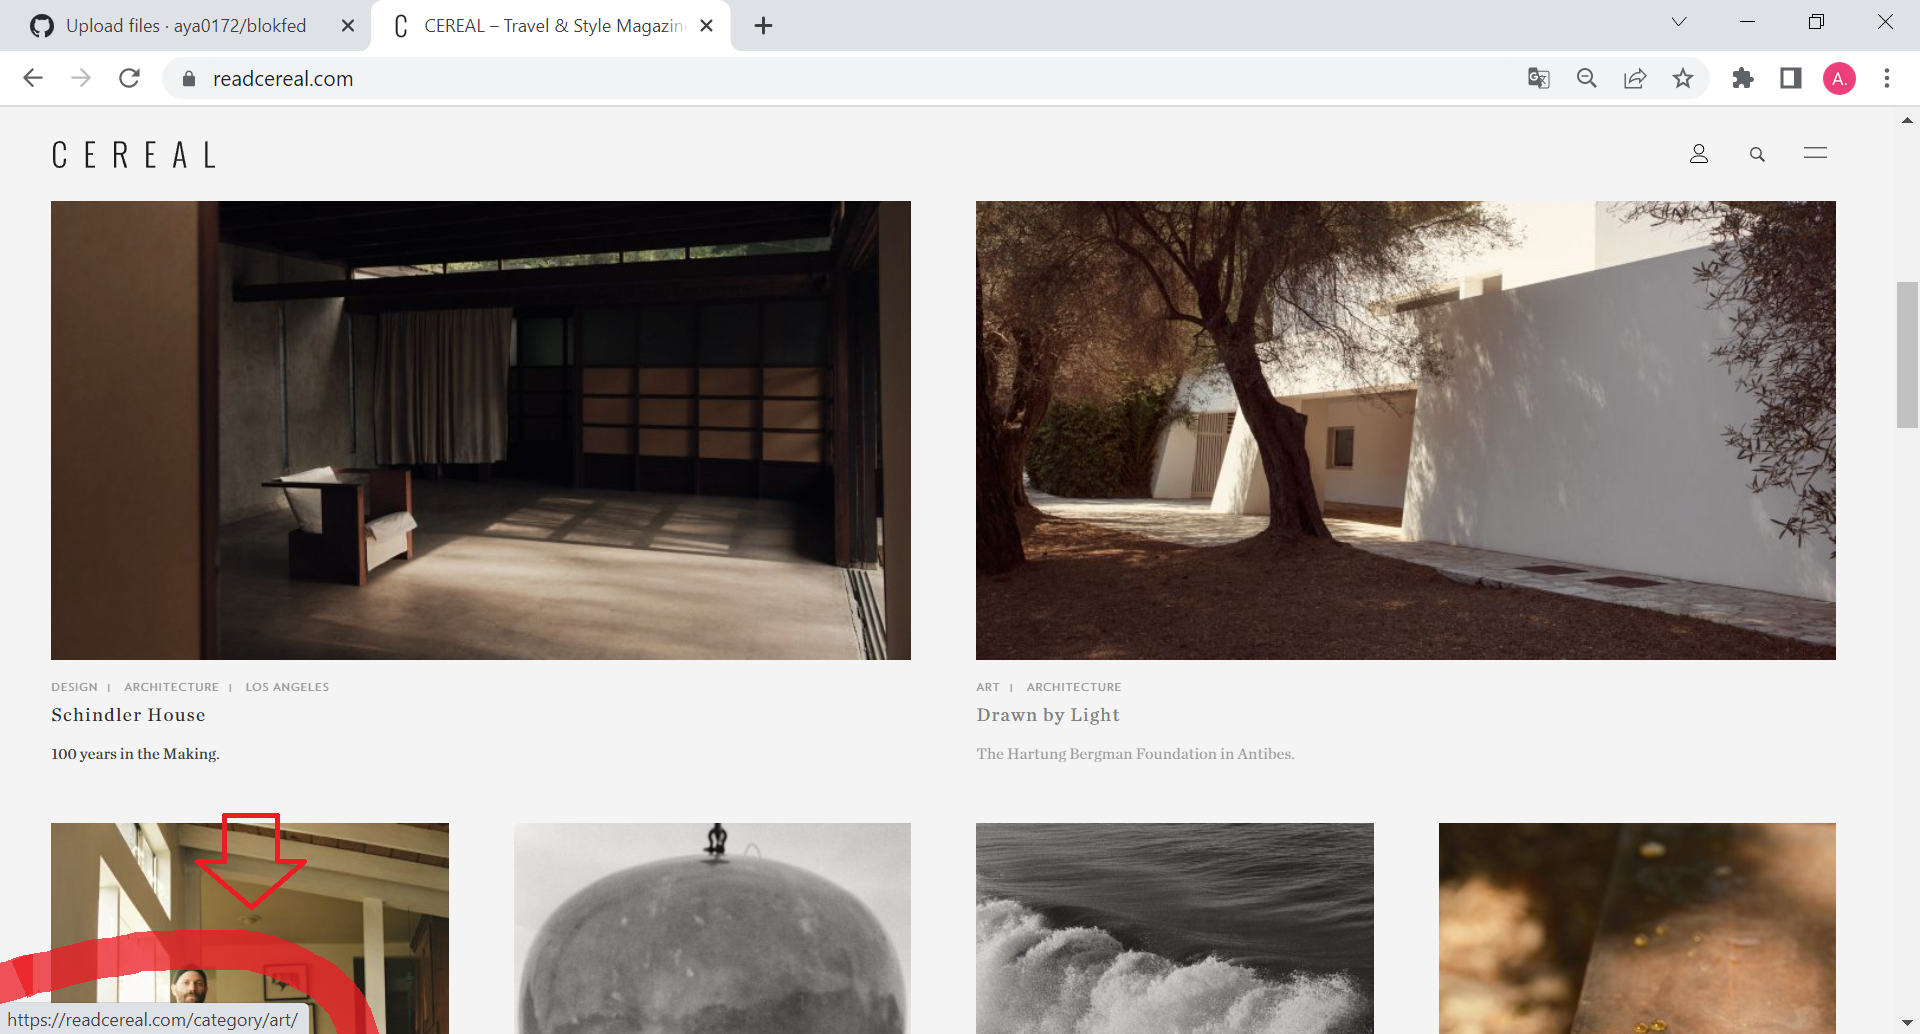 Upload files · aya0172/blokfed
CEREAL – Travel & Style Magazin
readcereal.com
A.
CEREAL
DESIGN | ARCHITECTURE | LOS ANGELES
Schindler House
100 years in the Making.
ART | ARCHITECTURE
Drawn by Light
The Hartung Bergman Foundation in Antibes.
https://readcereal.com/category/art/